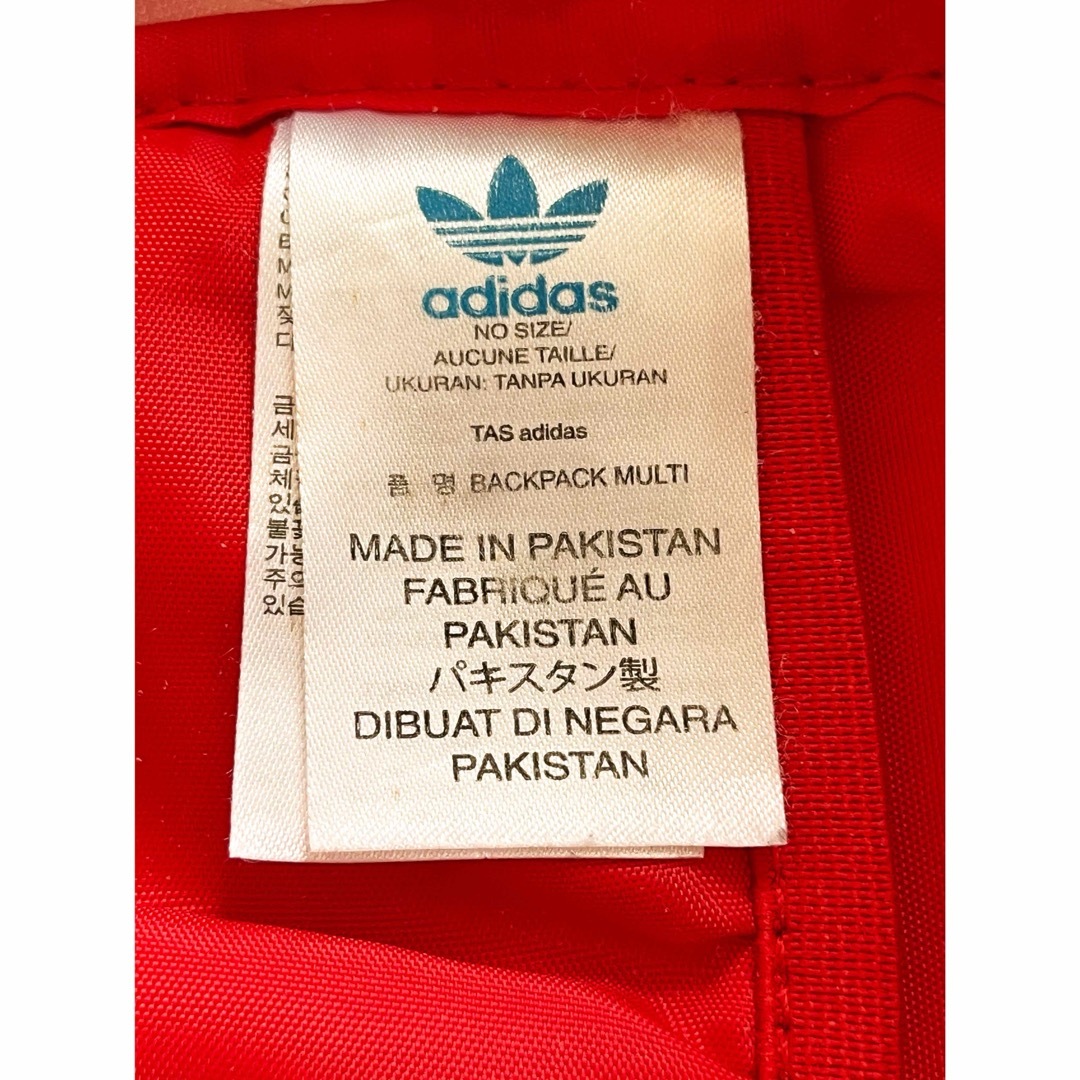 adidas
NO SIZE/
AUCUNE TAILLE/
UKURAN: TANPA UKURAN
TAS adidas
품 명 BACKPACK MULTI
MADE IN PAKISTAN
FABRIQUÉ AU
PAKISTAN
パキスタン製
DIBUAT DI NEGARA
PAKISTAN